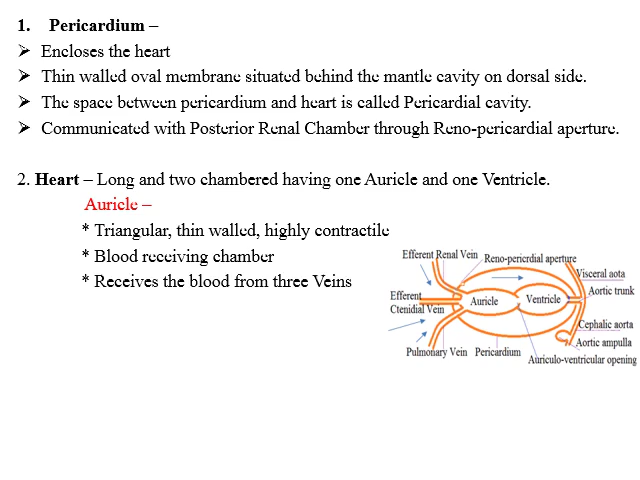 1. Pericardium –
➢ Encloses the heart
➢ Thin walled oval membrane situated behind the mantle cavity on dorsal side.
➢ The space between pericardium and heart is called Pericardial cavity.
➢ Communicated with Posterior Renal Chamber through Reno-pericardial aperture.
2. Heart – Long and two chambered having one Auricle and one Ventricle.
Auricle –
* Triangular, thin walled, highly contractile
* Blood receiving chamber
* Receives the blood from three Veins
Efferent Renal Vein
Reno-pericrdial aperture
Visceral aota
Aortic trunk
Efferent
Ctenidial Vein
Auricle
Ventricle
Cephalic aorta
Aortic ampulla
Pulmonary Vein
Pericardium
Auriculo-ventricular opening